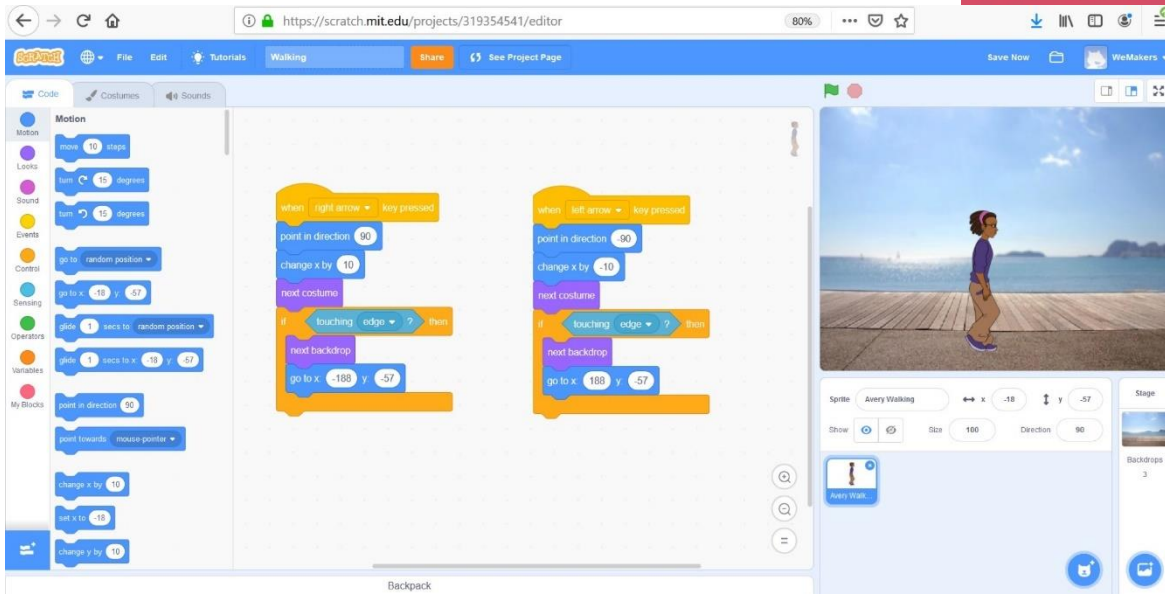 https://scratch.mit.edu/projects/319354541/editor
80%
SCRATCH
File
Edit
Tutorials
Walking
Share
See Project Page
Save Now
WeMakers
Code
Costumes
Sounds
Motion
Looks
Sound
Events
Control
Sensing
Operators
Variables
My Blocks
Motion
move 10 steps
turn 15 degrees
turn 15 degrees
go to random position
go to x: -18 y: -57
glide 1 secs to random position
glide 1 secs to x: -18 y: -57
point in direction 90
point towards mouse-pointer
change x by 10
set x to -18
change y by 10
when right arrow key pressed
point in direction 90
change x by 10
next costume
if touching edge ? then
next backdrop
go to x: -188 y: -57
when left arrow key pressed
point in direction -90
change x by -10
next costume
if touching edge ? then
next backdrop
go to x: 188 y: -57
Sprite Avery Walking x -18 y -57
Show Size 100 Direction 90
Avery Walk...
Stage
Backdrops
3
Backpack